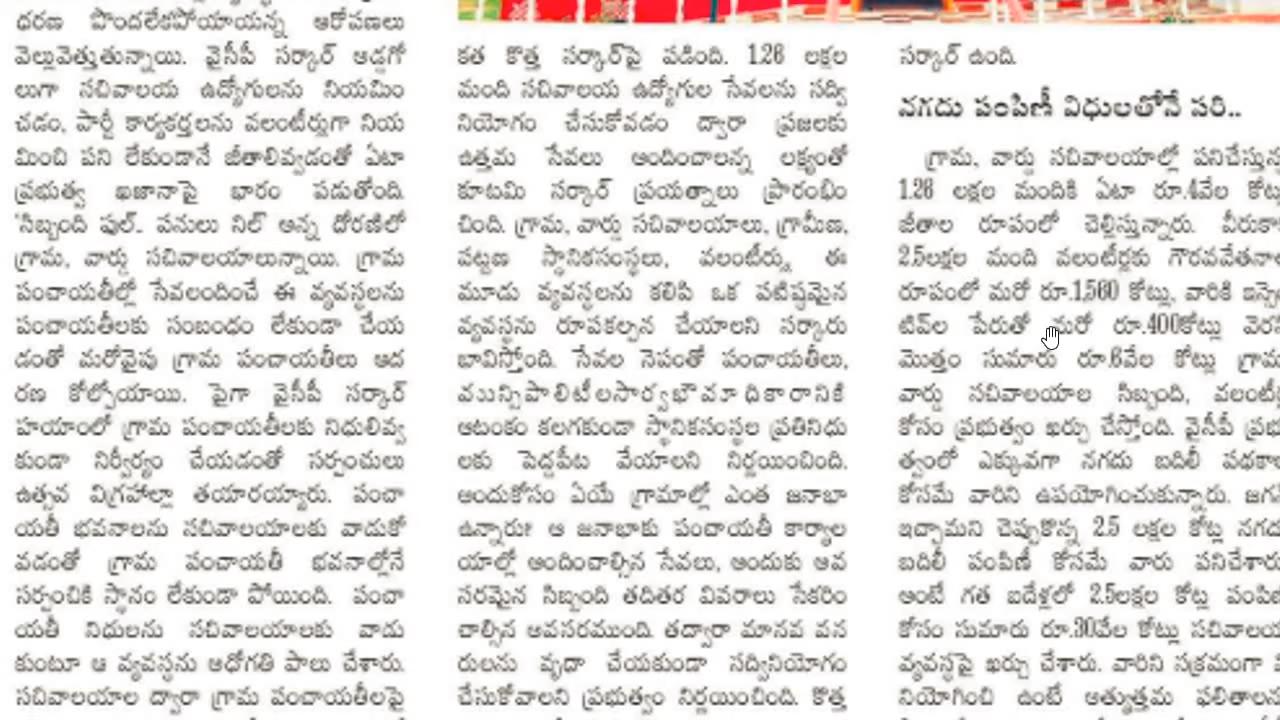 ధరణ పొందలేకపోయాయన్న ఆరోపణలు
వెల్లువెత్తుతున్నాయి. వైసీపీ సర్కార్ ఆడ్డగో
లుగా సచివాలయ ఉద్యోగులను నియమిం
చడం, పార్టీ కార్యకర్తలను వలంటీర్లుగా నియ
మించి పని లేకుండానే జీతాలివ్వడంతో ఏటా
ప్రభుత్వ ఖజానాపై భారం పడుతోంది.
'సిబ్బంది ఫుల్.. పనులు నిల్' అన్న దోరణిలో
గ్రామ, వార్డు సచివాలయాలున్నాయి. గ్రామ
పంచాయతీల్లో సేవలందించే ఈ వ్యవస్థలను
పంచాయతీలకు సంబంధం లేకుండా చేయ
డంతో మరోవైపు గ్రామ పంచాయతీలు ఆద
రణ కోల్పోయాయి. పైగా వైసీపీ సర్కార్
హయాంలో గ్రామ పంచాయతీలకు నిధులివ్వ
కుండా నిర్వీర్యం చేయడంతో సర్పంచులు
ఉత్సవ విగ్రహాల్లా తయారయ్యారు. పంచా
యతీ భవనాలను సచివాలయాలకు వాడుకో
వడంతో గ్రామ పంచాయతీ భవనాల్లోనే
సర్పంచికి స్థానం లేకుండా పోయింది. పంచా
యతీ నిధులను సచివాలయాలకు వాడు
కుంటూ ఆ వ్యవస్థను ఆధోగతి పాలు చేశారు.
సచివాలయాల ద్వారా గ్రామ పంచాయతీలపై
కత కొత్త సర్కార్‌పై పడింది. 1.26 లక్షల
మంది సచివాలయ ఉద్యోగుల సేవలను సద్వి
నియోగం చేసుకోవడం ద్వారా ప్రజలకు
ఉత్తమ సేవలు అందించాలన్న లక్ష్యంతో
కూటమి సర్కార్ ప్రయత్నాలు ప్రారంభిం
చింది. గ్రామ, వార్డు సచివాలయాలు, గ్రామీణ,
పట్టణ స్థానికసంస్థలు, వలంటీర్లు, ఈ
మూడు వ్యవస్థలను కలిపి ఒక పటిష్ఠమైన
వ్యవస్థను రూపకల్పన చేయాలని సర్కారు
బావిస్తోంది. సేవల నెపంతో పంచాయతీలు,
మున్సిపాలిటీలసార్వభౌమాధికారానికి
ఆటంకం కలగకుండా స్థానికసంస్థల ప్రతినిధు
లకు పెద్దపీట వేయాలని నిర్ణయించింది.
అందుకోసం ఏయే గ్రామాల్లో ఎంత జనాభా
ఉన్నారు? ఆ జనాభాకు పంచాయతీ కార్యాల
యాల్లో అందించాల్సిన సేవలు, అందుకు ఆవ
సరమైన సిబ్బంది తదితర వివరాలు సేకరిం
చాల్సిన ఆవసరముంది. తద్వారా మానవ వన
రులను వృధా చేయకుండా సద్వినియోగం
చేసుకోవాలని ప్రభుత్వం నిర్ణయించింది. కొత్త
సర్కార్ ఉంది.
నగదు పంపిణీ విధులతోనే సరి..
గ్రామ, వార్డు సచివాలయాల్లో పనిచేస్తున్న
1.26 లక్షల మందికి ఏటా రూ.4వేల కోట్లు
జీతాల రూపంలో చెల్లిస్తున్నారు. వీరుకా
2.5లక్షల మంది వలంటీర్లకు గౌరవవేతనాల
రూపంలో మరో రూ.1,560 కోట్లు, వారికి ఇన్సె
టివ్‌ల పేరుతో మరో రూ.400కోట్లు వెర
మొత్తం సుమారు రూ.6వేల కోట్లు గ్రామ
వార్డు సచివాలయాల సిబ్బంది, వలంటీ
కోసం ప్రభుత్వం ఖర్చు చేస్తోంది. వైసీపీ ప్రభు
త్వంలో ఎక్కువగా నగదు బదిలీ పథకా
కోసమే వారిని ఉపయోగించుకున్నారు. జగ
ఇచ్చామని చెప్పుకొన్న 2.5 లక్షల కోట్ల నగదు
బదిలీ పంపిణీ కోసమే వారు పనిచేశారు
అంటే గత ఐదేళ్లలో 2.5లక్షల కోట్ల పంపిణీ
కోసం సుమారు రూ.30వేల కోట్లు సచివాలయ
వ్యవస్థపై ఖర్చు చేశారు. వారిని సక్రమంగా
నియోగించి ఉంటే అత్యుత్తమ ఫలితాలు